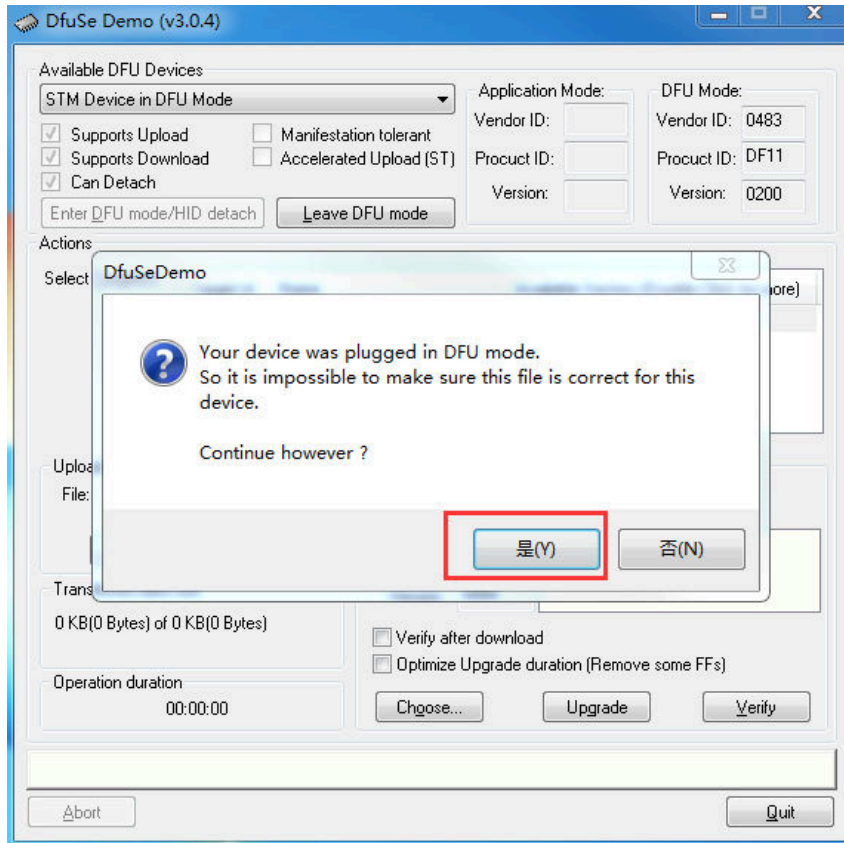 DfuSe Demo (v3.0.4)
Available DFU Devices
STM Device in DFU Mode
Supports Upload
Manifestation tolerant
Supports Download
Accelerated Upload (ST)
Can Detach
Enter DFU mode/HID detach
Leave DFU mode
Application Mode:
Vendor ID:
Procuct ID:
Version:
DFU Mode:
Vendor ID: 0483
Procuct ID: DF11
Version: 0200
Actions
Select
ore)
DfuSeDemo
Your device was plugged in DFU mode.
So it is impossible to make sure this file is correct for this
device.
Continue however ?
是(Y)
否(N)
Uploa
File:
Trans
0 KB(0 Bytes) of 0 KB(0 Bytes)
Operation duration
00:00:00
Verify after download
Optimize Upgrade duration (Remove some FFs)
Choose...
Upgrade
Verify
Abort
Quit